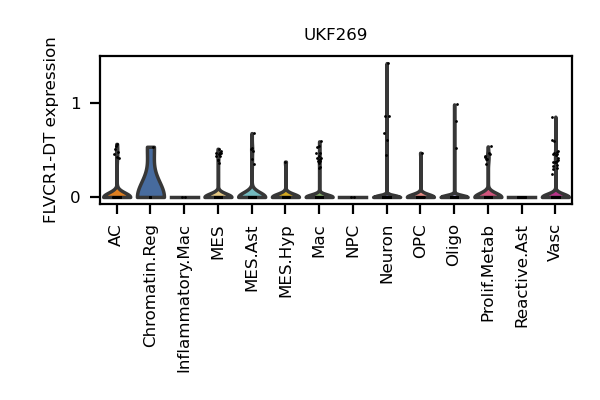 UKF269
FLVCR1-DT expression
1
0
AC
Chromatin.Reg
Inflammatory.Mac
MES
MES.Ast
MES.Hyp
Mac
NPC
Neuron
OPC
Oligo
Prolif.Metab
Reactive.Ast
Vasc